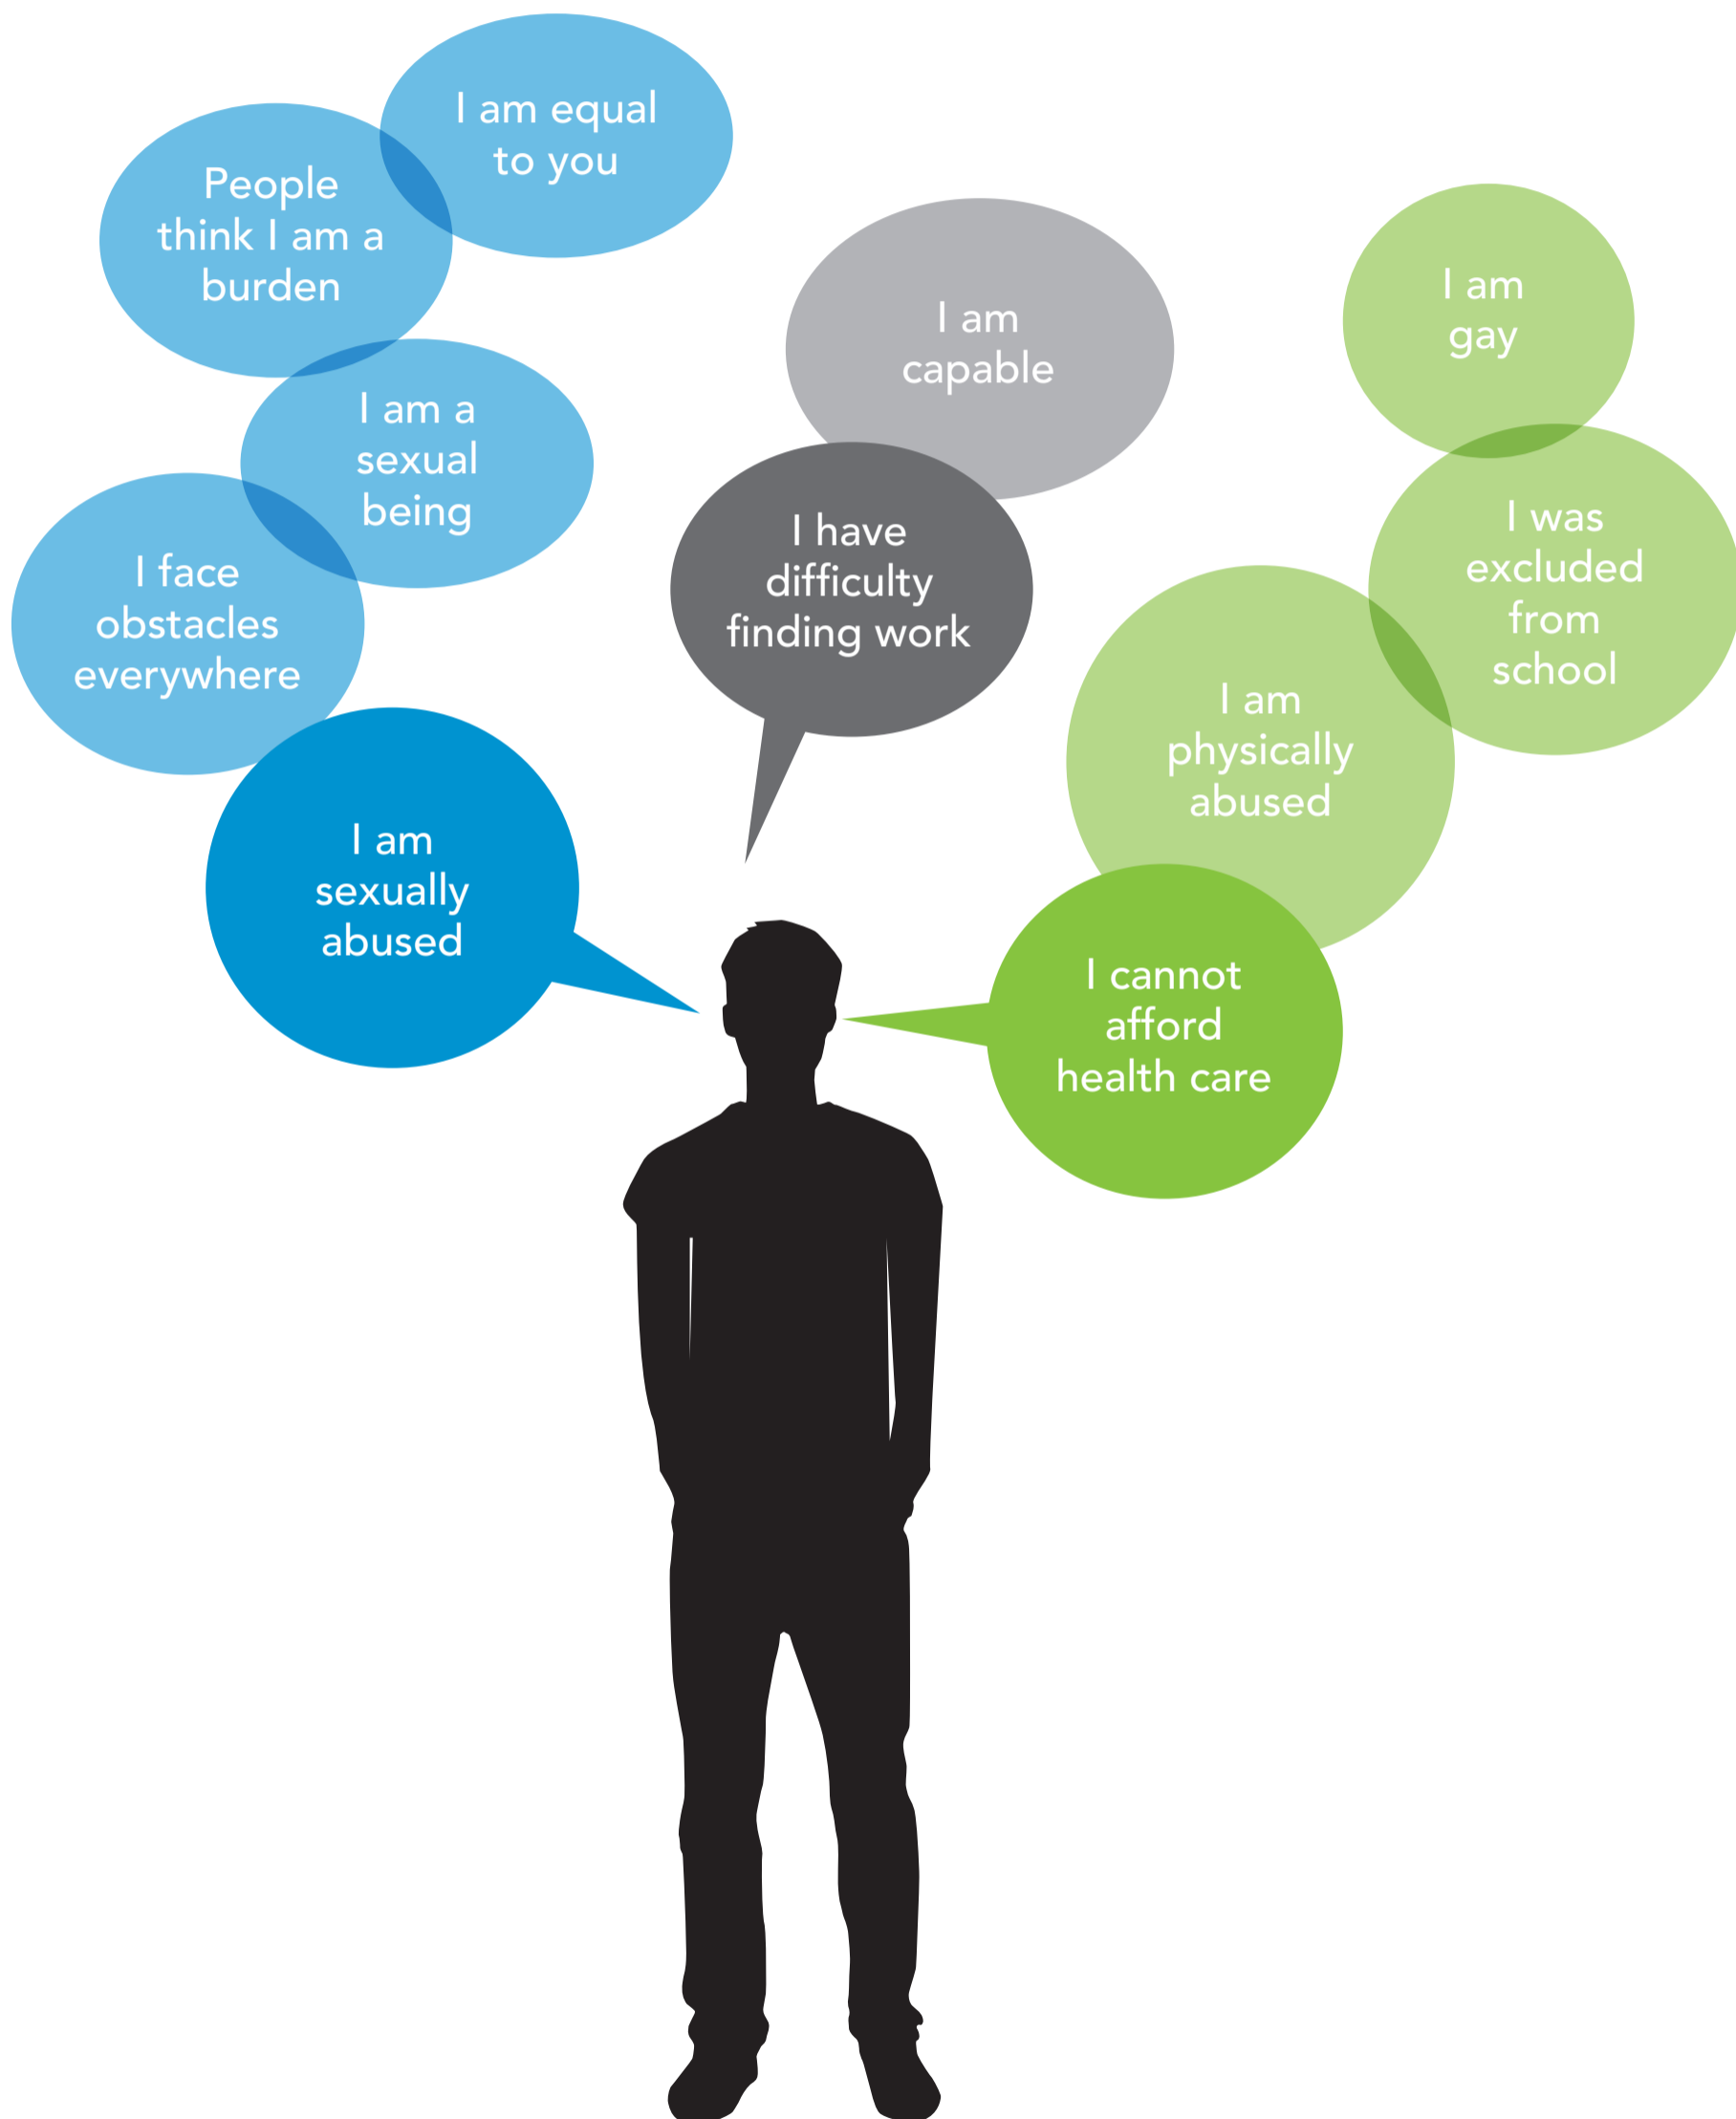 I am equal
to you
People
think I am a
burden
I am a
sexual
being
I face
obstacles
everywhere
I am
sexually
abused
I am
capable
I have
difficulty
finding work
I am
gay
I was
excluded
from
school
I am
physically
abused
I cannot
afford
health care